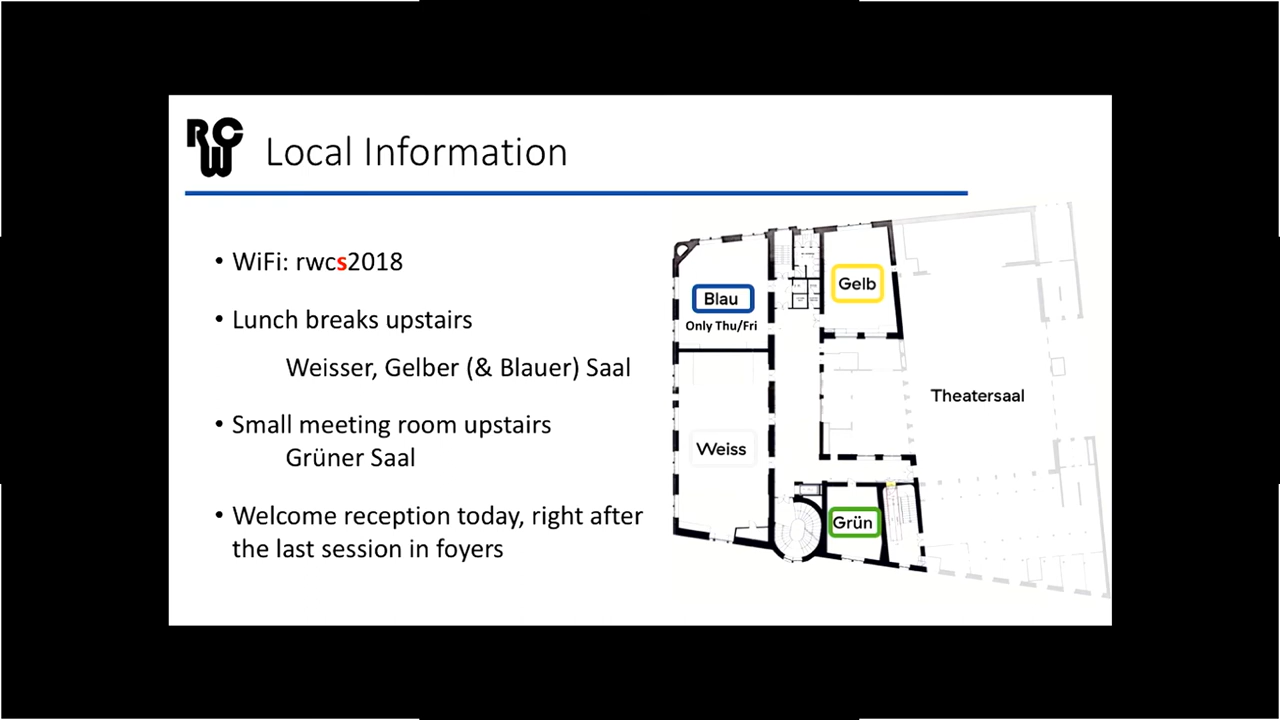 RWC
Local Information
• WiFi: rwcs2018
• Lunch breaks upstairs
Weisser, Gelber (& Blauer) Saal
• Small meeting room upstairs
Grüner Saal
• Welcome reception today, right after
the last session in foyers
Blau
Only Thu/Fri
Gelb
Theatersaal
Weiss
Grün